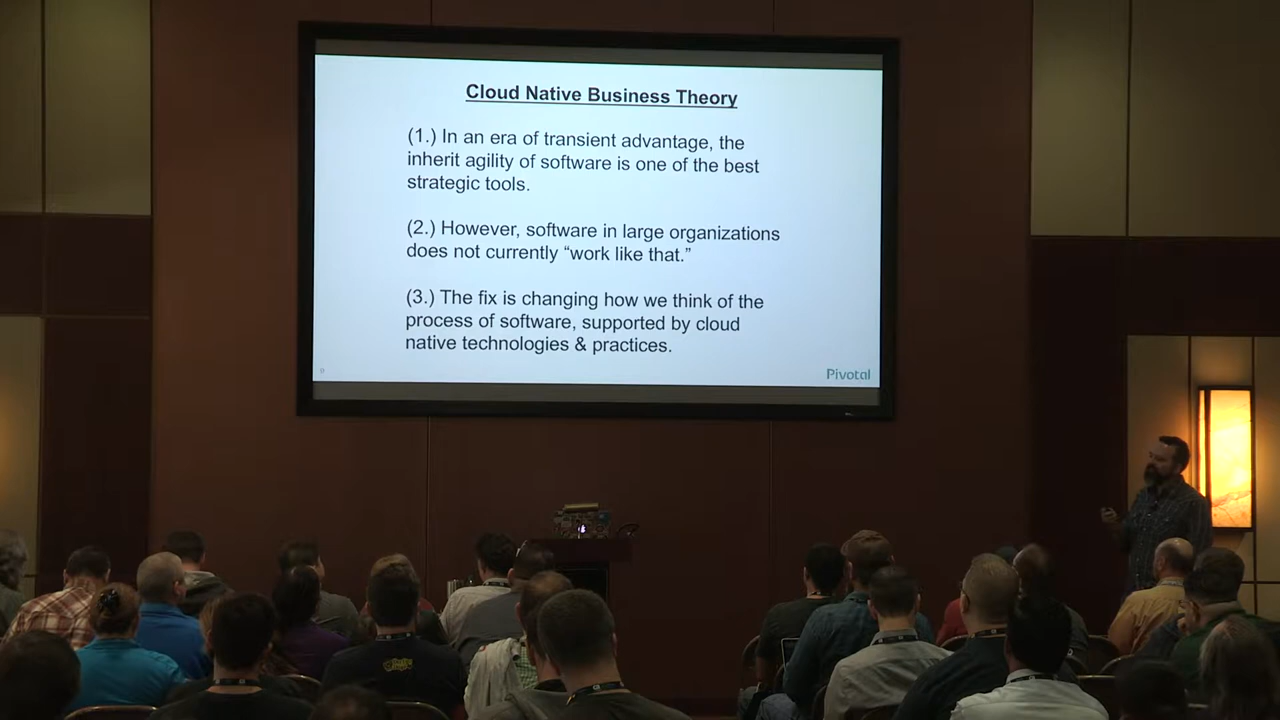 Cloud Native Business Theory
(1.) In an era of transient advantage, the
inherit agility of software is one of the best
strategic tools.
(2.) However, software in large organizations
does not currently “work like that.”
(3.) The fix is changing how we think of the
process of software, supported by cloud
native technologies & practices.
Pivotal